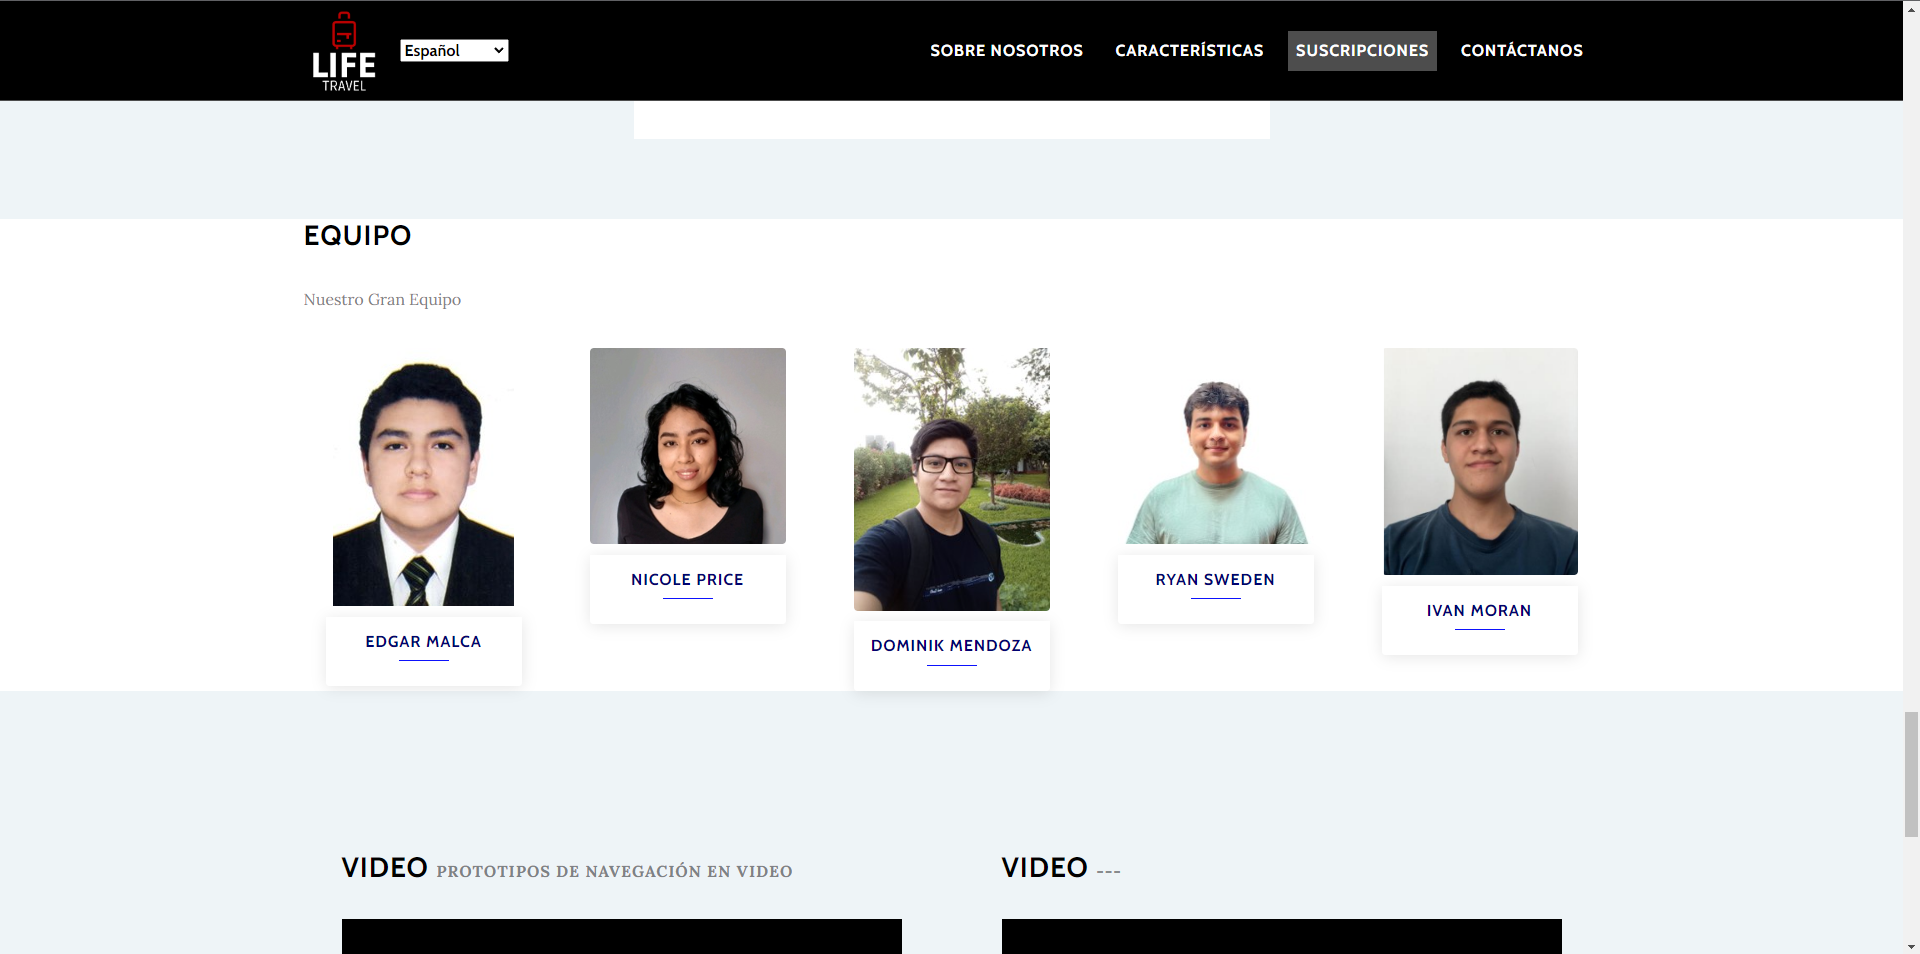 LIFE
TRAVEL
Español
SOBRE NOSOTROS
CARACTERÍSTICAS
SUSCRIPCIONES
CONTÁCTANOS
EQUIPO
Nuestro Gran Equipo
EDGAR MALCA
NICOLE PRICE
DOMINIK MENDOZA
RYAN SWEDEN
IVAN MORAN
VIDEO PROTOTIPOS DE NAVEGACIÓN EN VIDEO
VIDEO ---